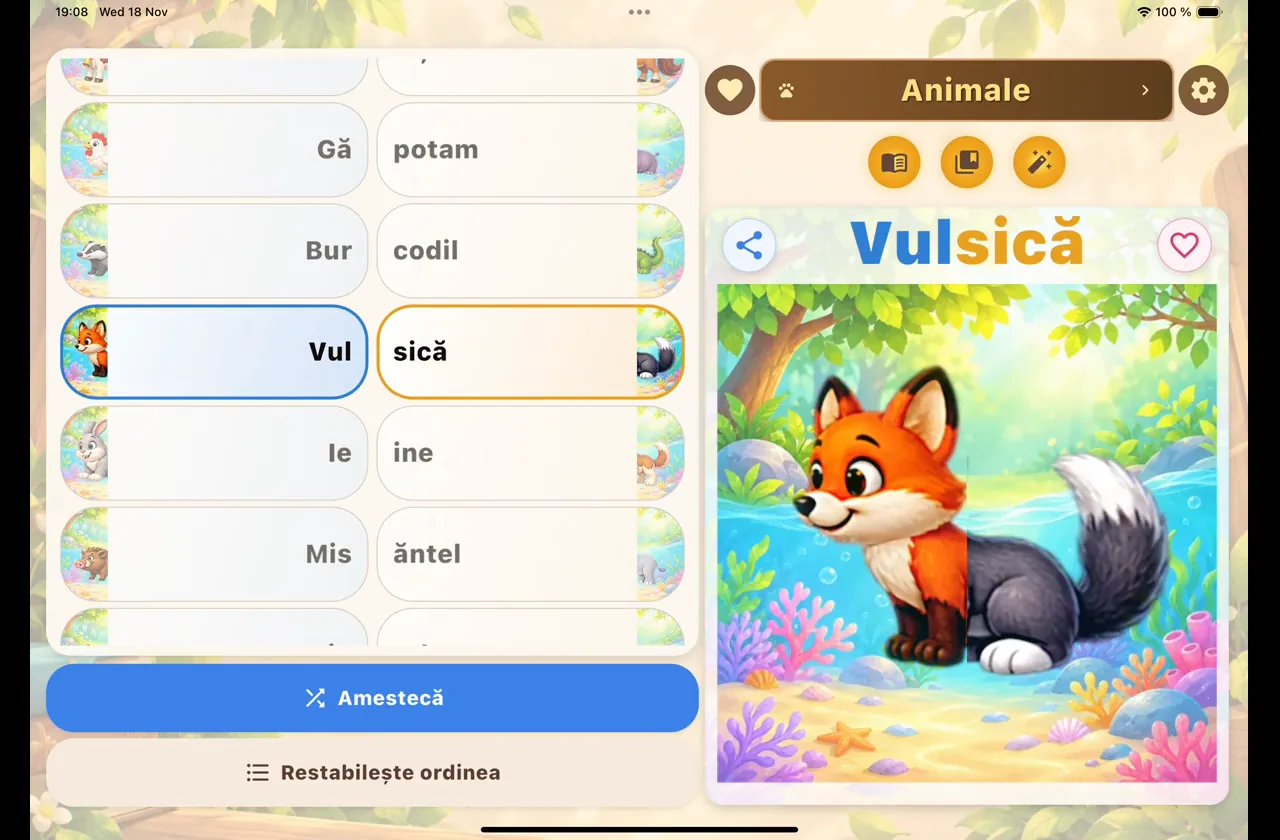 19:08 Wed 18 Nov
100 %
Gă potam
Bur codil
Vul sică
Ie ine
Mis ăntel
Amestecă
Restabilește ordinea
Animale
Vulsică